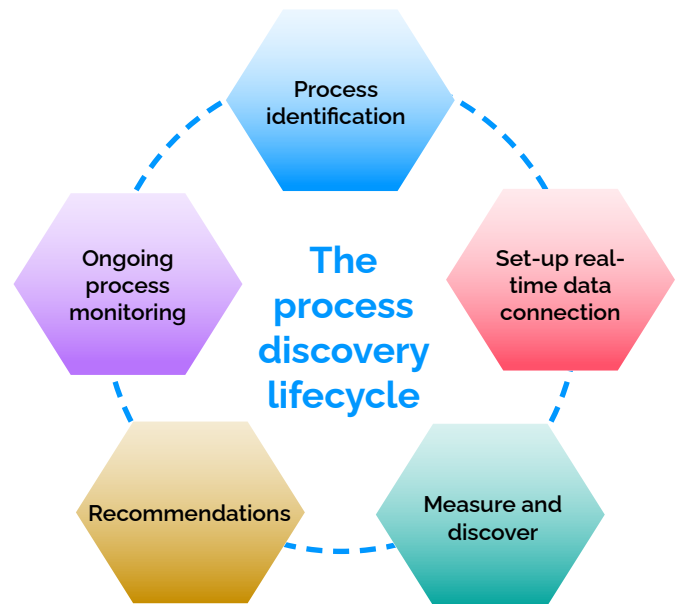 Process
identification
Set-up real-
time data
connection
Measure and
discover
Recommendations
Ongoing
process
monitoring
The
process
discovery
lifecycle